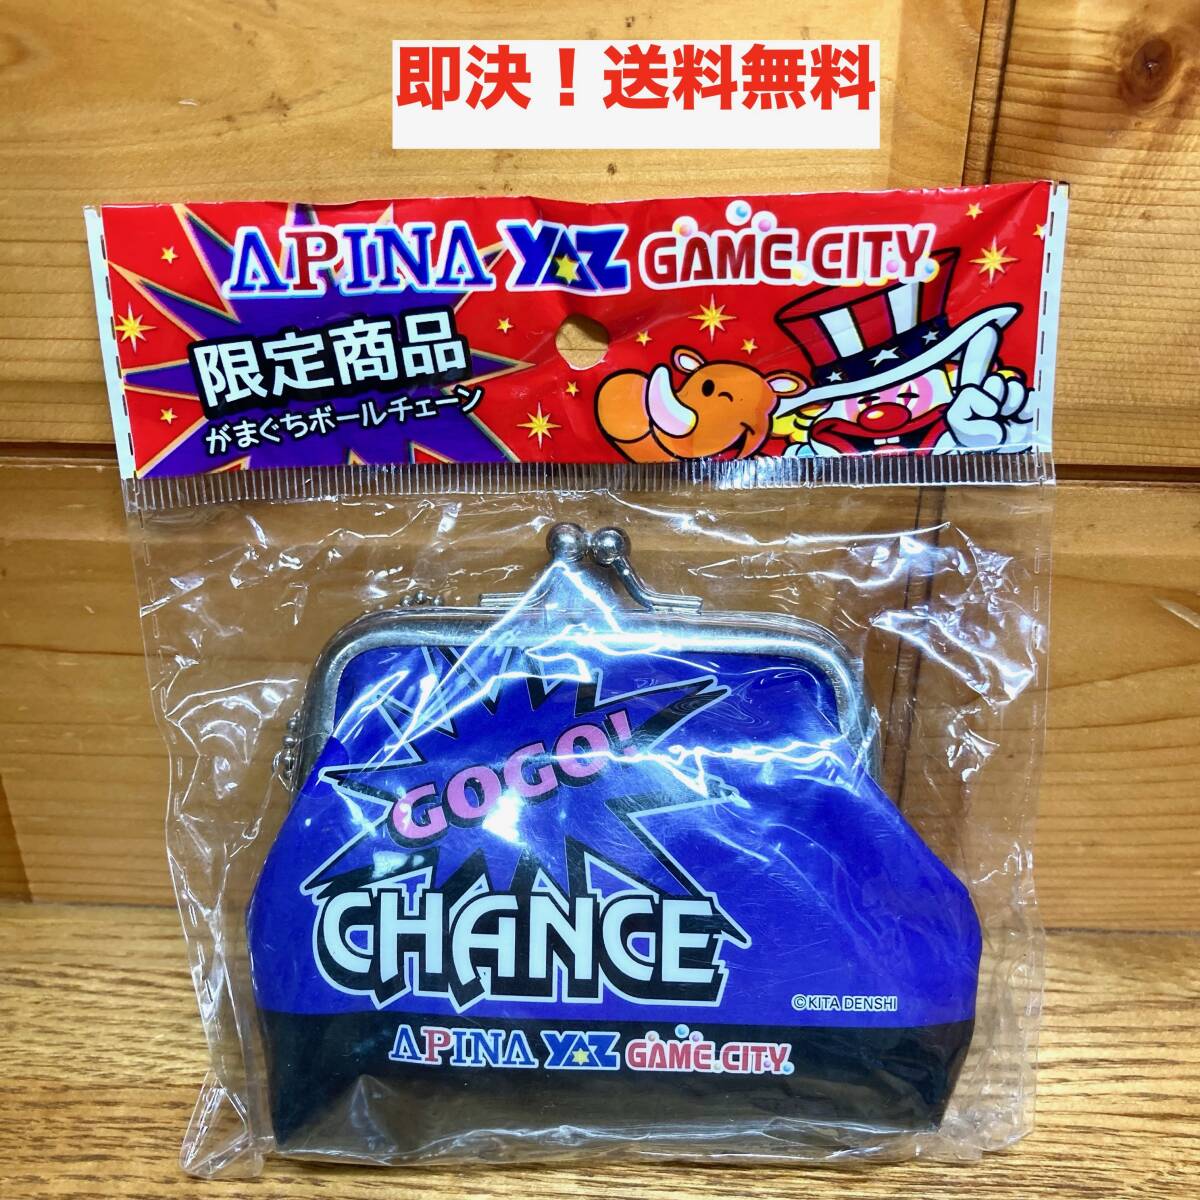 即決！送料無料
APINA YAZ GAME CITY
限定商品
がまぐちボールチェーン
GOGO!
CHANCE
©KITA DENSHI
APINA YAZ GAME CITY